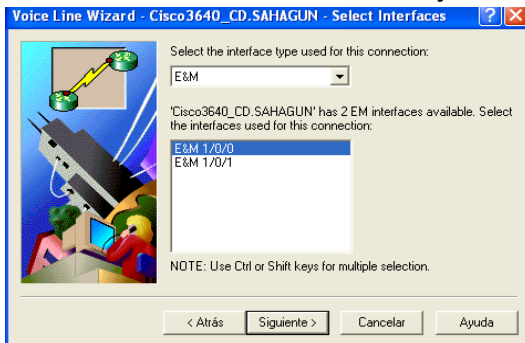 Voice Line Wizard - Cisco3640_CD.SAHAGUN - Select Interfaces
Select the interface type used for this connection:
E&M
'Cisco3640_CD.SAHAGUN' has 2 EM interfaces available. Select
the interfaces used for this connection:
E&M 1/0/0
E&M 1/0/1
NOTE: Use Ctrl or Shift keys for multiple selection.
< Atrás Siguiente > Cancelar Ayuda